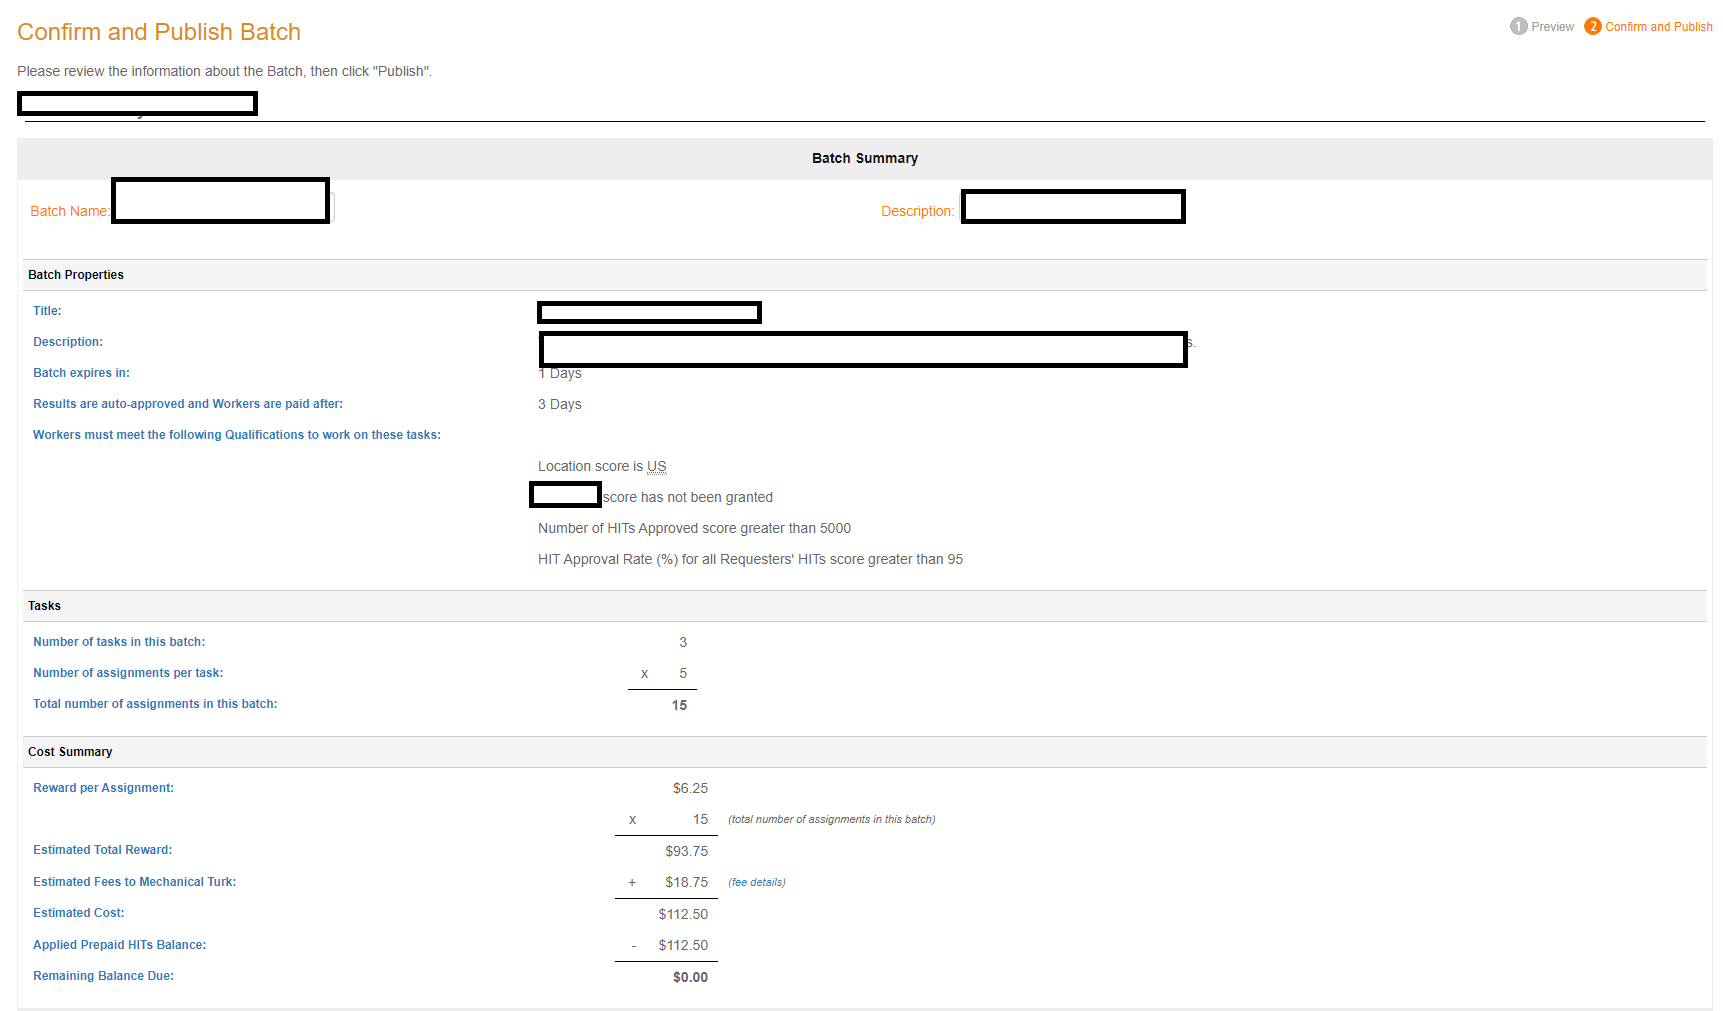 Confirm and Publish Batch
1 Preview 2 Confirm and Publish
Please review the information about the Batch, then click "Publish".
Batch Summary
Batch Name:
Description:
Batch Properties
Title:
Description: s.
Batch expires in: 1 Days
Results are auto-approved and Workers are paid after: 3 Days
Workers must meet the following Qualifications to work on these tasks:
Location score is US
score has not been granted
Number of HITs Approved score greater than 5000
HIT Approval Rate (%) for all Requesters' HITs score greater than 95
Tasks
Number of tasks in this batch: 3
Number of assignments per task: x 5
Total number of assignments in this batch: 15
Cost Summary
Reward per Assignment: $6.25
x 15 (total number of assignments in this batch)
Estimated Total Reward: $93.75
Estimated Fees to Mechanical Turk: + $18.75 (fee details)
Estimated Cost: $112.50
Applied Prepaid HITs Balance: - $112.50
Remaining Balance Due: $0.00